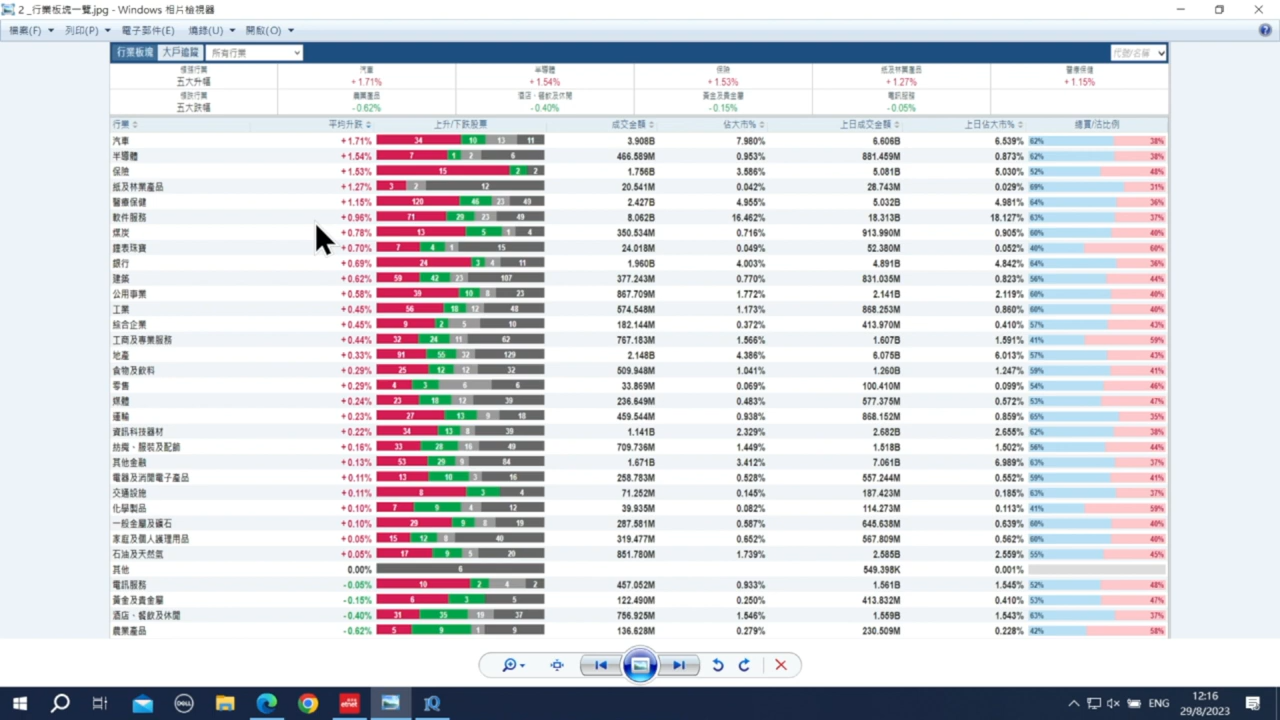 2 _行業板塊一覽.jpg - Windows 相片檢視器
檔案(F) 列印(P) 電子郵件(E) 燒錄(U) 開啟(O)
行業板塊 大戶追蹤 所有行業 代號/名稱
汽車 半導體 保險 紙及林業產品 醫療保健
五大升幅 +1.71% +1.54% +1.53% +1.27% +1.15%
農業產品 酒店、餐飲及休閒 黃金及貴金屬 電訊服務
五大跌幅 -0.62% -0.40% -0.15% -0.05%
行業 平均升跌 上升/下跌股票 成交金額 佔大市% 上日成交金額 上日佔大市% 總買/沽比例
汽車 +1.71% 34 10 13 11 3.908B 7.980% 6.606B 6.539% 62% 38%
半導體 +1.54% 7 1 2 6 466.589M 0.953% 881.459M 0.873% 62% 38%
保險 +1.53% 15 2 2 1.756B 3.586% 5.081B 5.030% 52% 48%
紙及林業產品 +1.27% 3 2 12 20.541M 0.042% 28.743M 0.029% 69% 31%
醫療保健 +1.15% 120 46 23 49 2.427B 4.955% 5.032B 4.981% 64% 36%
軟件服務 +0.96% 71 29 23 49 8.062B 16.462% 18.313B 18.127% 63% 37%
煤炭 +0.78% 13 5 1 4 350.534M 0.716% 913.990M 0.905% 60% 40%
鐘表珠寶 +0.70% 7 4 1 15 24.018M 0.049% 52.380M 0.052% 40% 60%
銀行 +0.69% 24 3 4 11 1.960B 4.003% 4.891B 4.842% 64% 36%
建築 +0.62% 59 42 23 107 377.243M 0.770% 831.035M 0.823% 56% 44%
公用事業 +0.58% 39 10 8 23 867.709M 1.772% 2.141B 2.119% 60% 40%
工業 +0.45% 56 18 12 48 574.548M 1.173% 868.253M 0.860% 60% 40%
綜合企業 +0.45% 9 2 5 10 182.144M 0.372% 413.970M 0.410% 57% 43%
工商及專業服務 +0.44% 32 24 11 62 767.183M 1.566% 1.607B 1.591% 41% 59%
地產 +0.33% 91 55 32 129 2.148B 4.386% 6.075B 6.013% 57% 43%
食物及飲料 +0.29% 25 12 12 32 509.948M 1.041% 1.260B 1.247% 59% 41%
零售 +0.29% 4 3 6 6 33.869M 0.069% 100.410M 0.099% 54% 46%
媒體 +0.24% 23 18 12 39 236.649M 0.483% 577.375M 0.572% 53% 47%
運輸 +0.23% 27 13 9 18 459.544M 0.938% 868.152M 0.859% 65% 35%
資訊科技器材 +0.22% 34 13 8 39 1.141B 2.329% 2.682B 2.655% 62% 38%
紡織、服裝及配飾 +0.16% 33 28 16 49 709.736M 1.449% 1.518B 1.502% 56% 44%
其他金融 +0.13% 53 29 9 84 1.671B 3.412% 7.061B 6.989% 63% 37%
電器及消閒電子產品 +0.11% 13 10 3 16 258.783M 0.528% 557.244M 0.552% 59% 41%
交通設施 +0.11% 8 3 4 71.252M 0.145% 187.423M 0.185% 63% 37%
化學製品 +0.10% 7 9 4 12 39.935M 0.082% 114.273M 0.113% 41% 59%
一般金屬及礦石 +0.10% 29 9 8 19 287.581M 0.587% 645.638M 0.639% 60% 40%
家庭及個人護理用品 +0.05% 15 12 8 40 319.477M 0.652% 567.809M 0.562% 60% 40%
石油及天然氣 +0.05% 17 9 5 20 851.780M 1.739% 2.585B 2.559% 55% 45%
其他 0.00% 6 549.398K 0.001%
電訊服務 -0.05% 10 2 4 2 457.052M 0.933% 1.561B 1.545% 52% 48%
黃金及貴金屬 -0.15% 6 3 5 122.490M 0.250% 413.832M 0.410% 53% 47%
酒店、餐飲及休閒 -0.40% 31 35 19 37 756.925M 1.546% 1.559B 1.543% 63% 37%
農業產品 -0.62% 5 9 1 9 136.628M 0.279% 230.509M 0.228% 42% 58%
DELL etnet ENG 12:16
29/8/2023